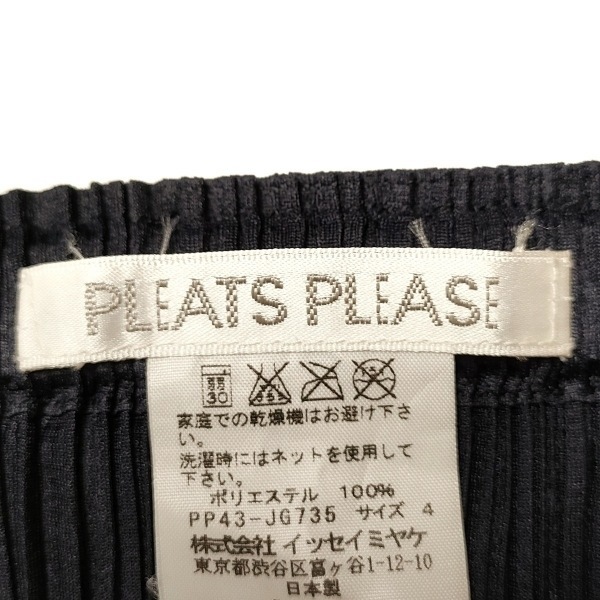 PLEATS PLEASE
弱
30
家庭での乾燥機はお避け下さ
い。
洗濯時にはネットを使用して
下さい。
ポリエステル 100%
PP43-JG735 サイズ 4
株式会社 イッセイミヤケ
東京都渋谷区富ヶ谷1-12-10
日本製